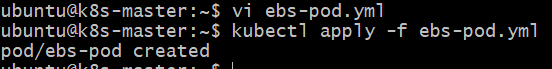 ubuntu@k8s-master:~$ vi ebs-pod.yml
ubuntu@k8s-master:~$ kubectl apply -f ebs-pod.yml
pod/ebs-pod created